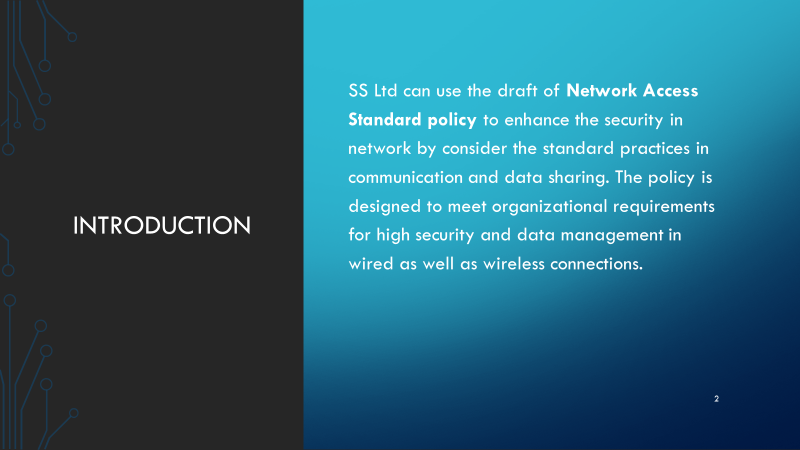 INTRODUCTION
SS Ltd can use the draft of Network Access
Standard policy to enhance the security in
network by consider the standard practices in
communication and data sharing. The policy is
designed to meet organizational requirements
for high security and data management in
wired as well as wireless connections.
2